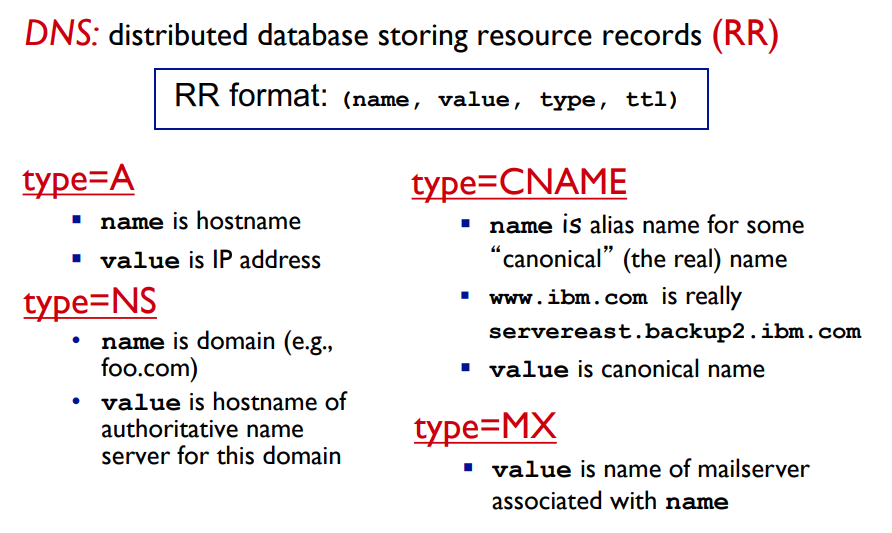 DNS: distributed database storing resource records (RR)
RR format: (name, value, type, ttl)
type=A
▪ name is hostname
▪ value is IP address
type=NS
• name is domain (e.g.,
foo.com)
• value is hostname of
authoritative name
server for this domain
type=CNAME
▪ name is alias name for some
“canonical” (the real) name
▪ www.ibm.com is really
servereast.backup2.ibm.com
▪ value is canonical name
type=MX
▪ value is name of mailserver
associated with name